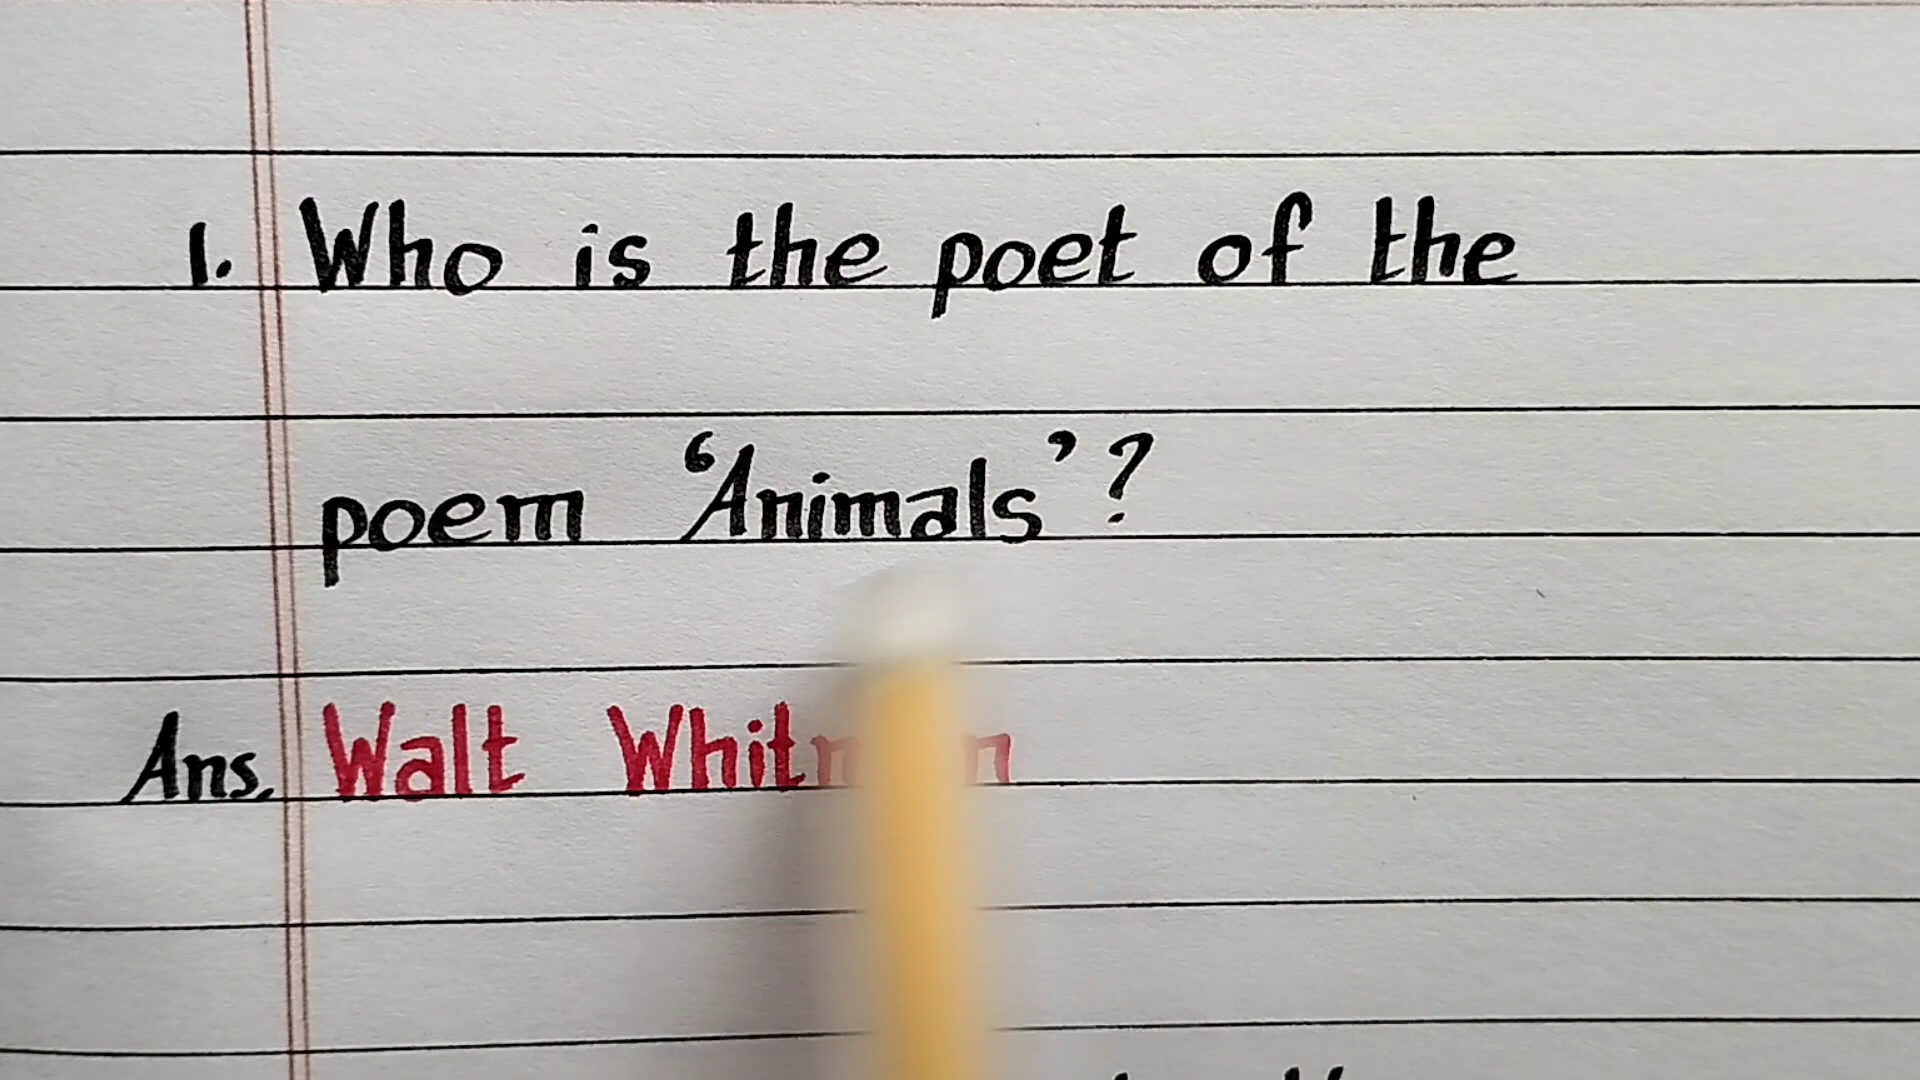 1. Who is the poet of the
poem ‘Animals’?
Ans. Walt